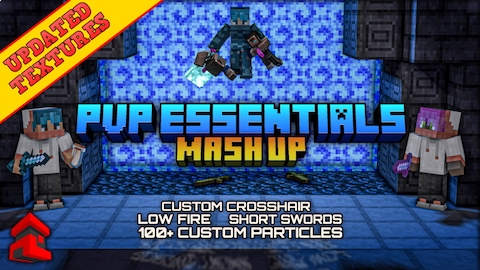 UPDATED
TEXTURES
PVP ESSENTIALS
MASH UP
CUSTOM CROSSHAIR
LOW FIRE SHORT SWORDS
100+ CUSTOM PARTICLES